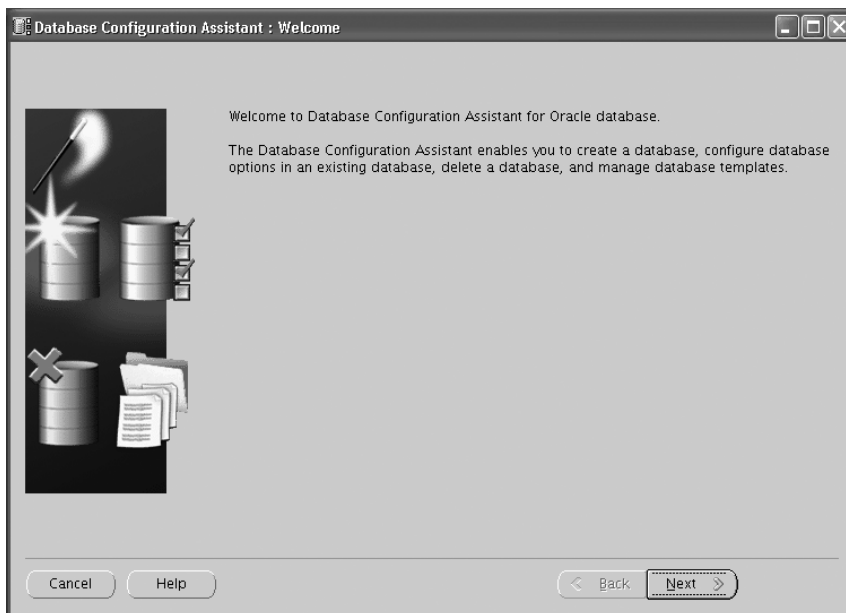 Database Configuration Assistant : Welcome
Welcome to Database Configuration Assistant for Oracle database.
The Database Configuration Assistant enables you to create a database, configure database
options in an existing database, delete a database, and manage database templates.
Cancel
Help
Back
Next